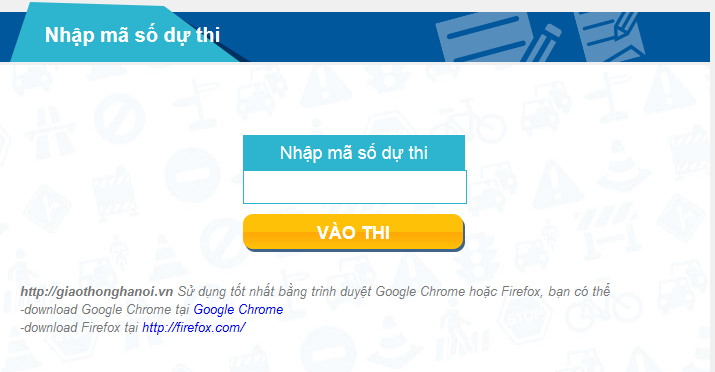 Nhập mã số dự thi
Nhập mã số dự thi
VÀO THI
http://giaothonghanoi.vn Sử dụng tốt nhất bằng trình duyệt Google Chrome hoặc Firefox, bạn có thể
-download Google Chrome tại Google Chrome
-download Firefox tại http://firefox.com/